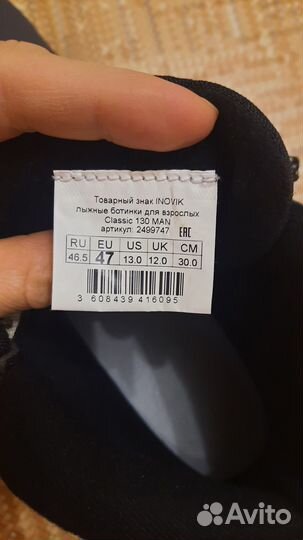 Товарный знак INOVIK
лыжные ботинки для взрослых
Classic 130 MAN
артикул: 2499747 EAC
RU EU US UK CM
46.5 47 13.0 12.0 30.0
3 608439 416095
Avito